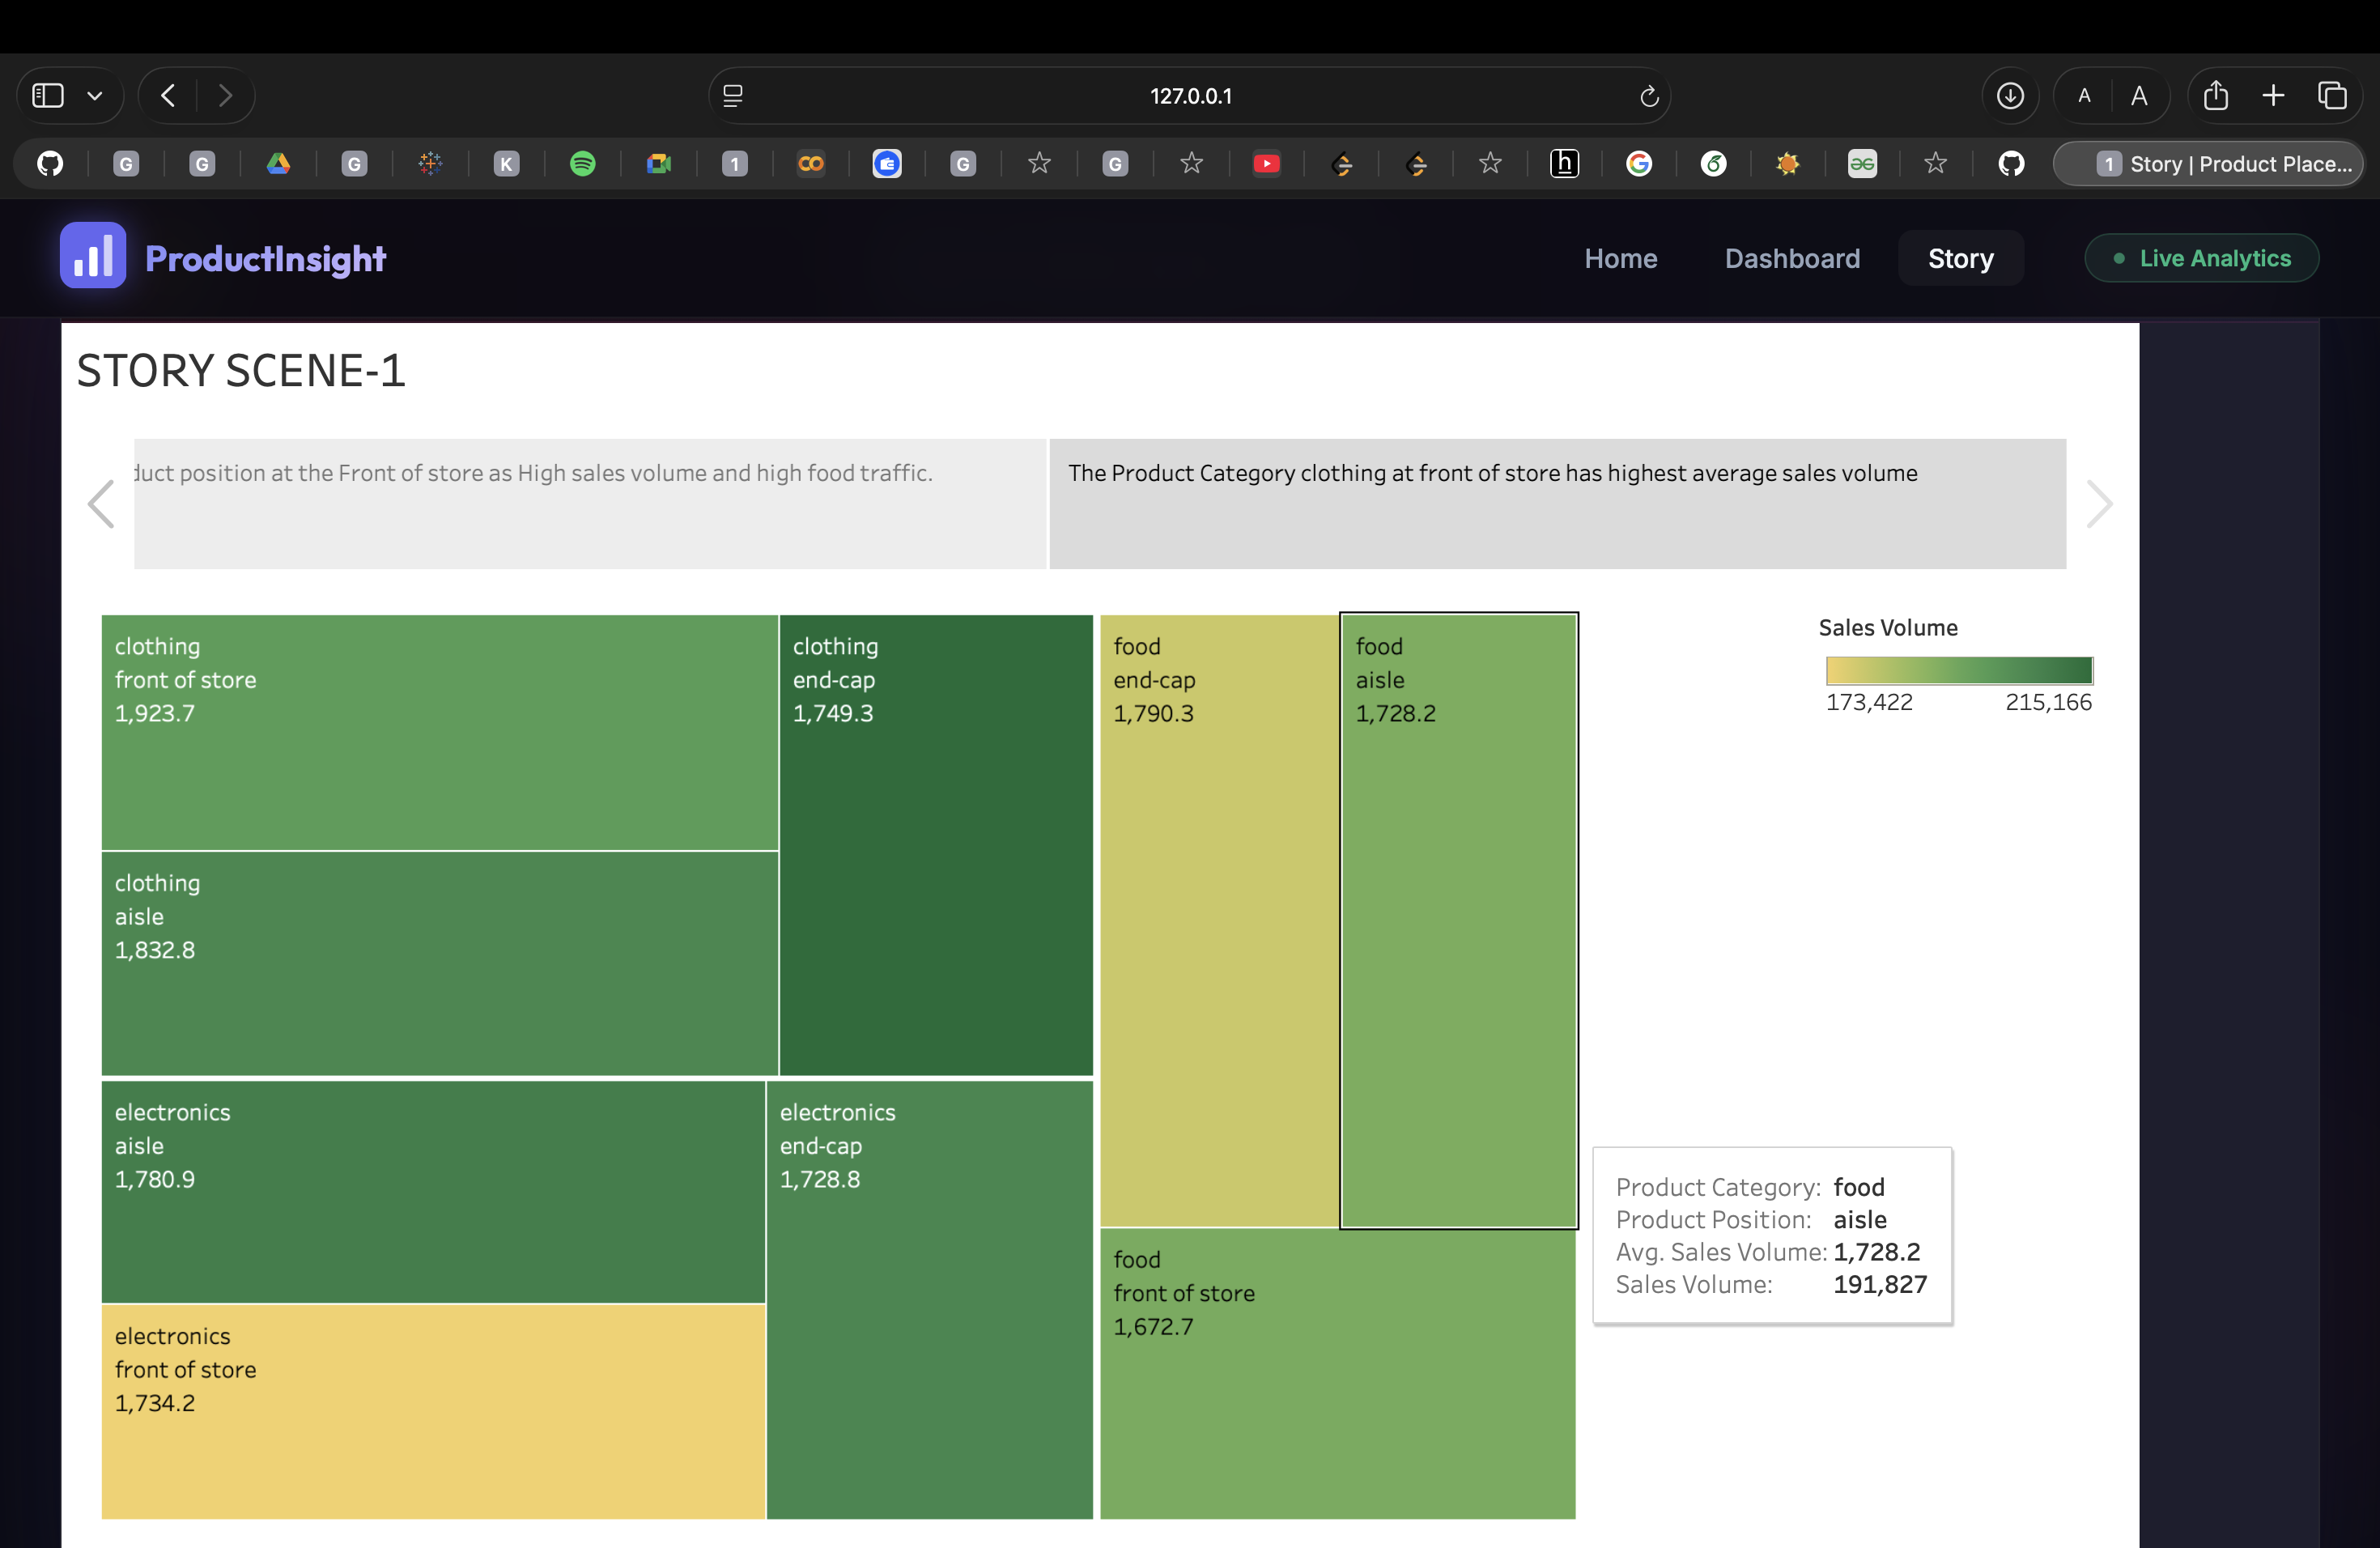 127.0.0.1
A A
G G G K 1 G G h
1 Story | Product Place...
ProductInsight
Home Dashboard Story Live Analytics
STORY SCENE-1
duct position at the Front of store as High sales volume and high food traffic.
The Product Category clothing at front of store has highest average sales volume
clothing
front of store
1,923.7
clothing
end-cap
1,749.3
food
end-cap
1,790.3
food
aisle
1,728.2
Sales Volume
173,422 215,166
clothing
aisle
1,832.8
electronics
aisle
1,780.9
electronics
end-cap
1,728.8
Product Category: food
Product Position: aisle
Avg. Sales Volume: 1,728.2
Sales Volume: 191,827
food
front of store
1,672.7
electronics
front of store
1,734.2